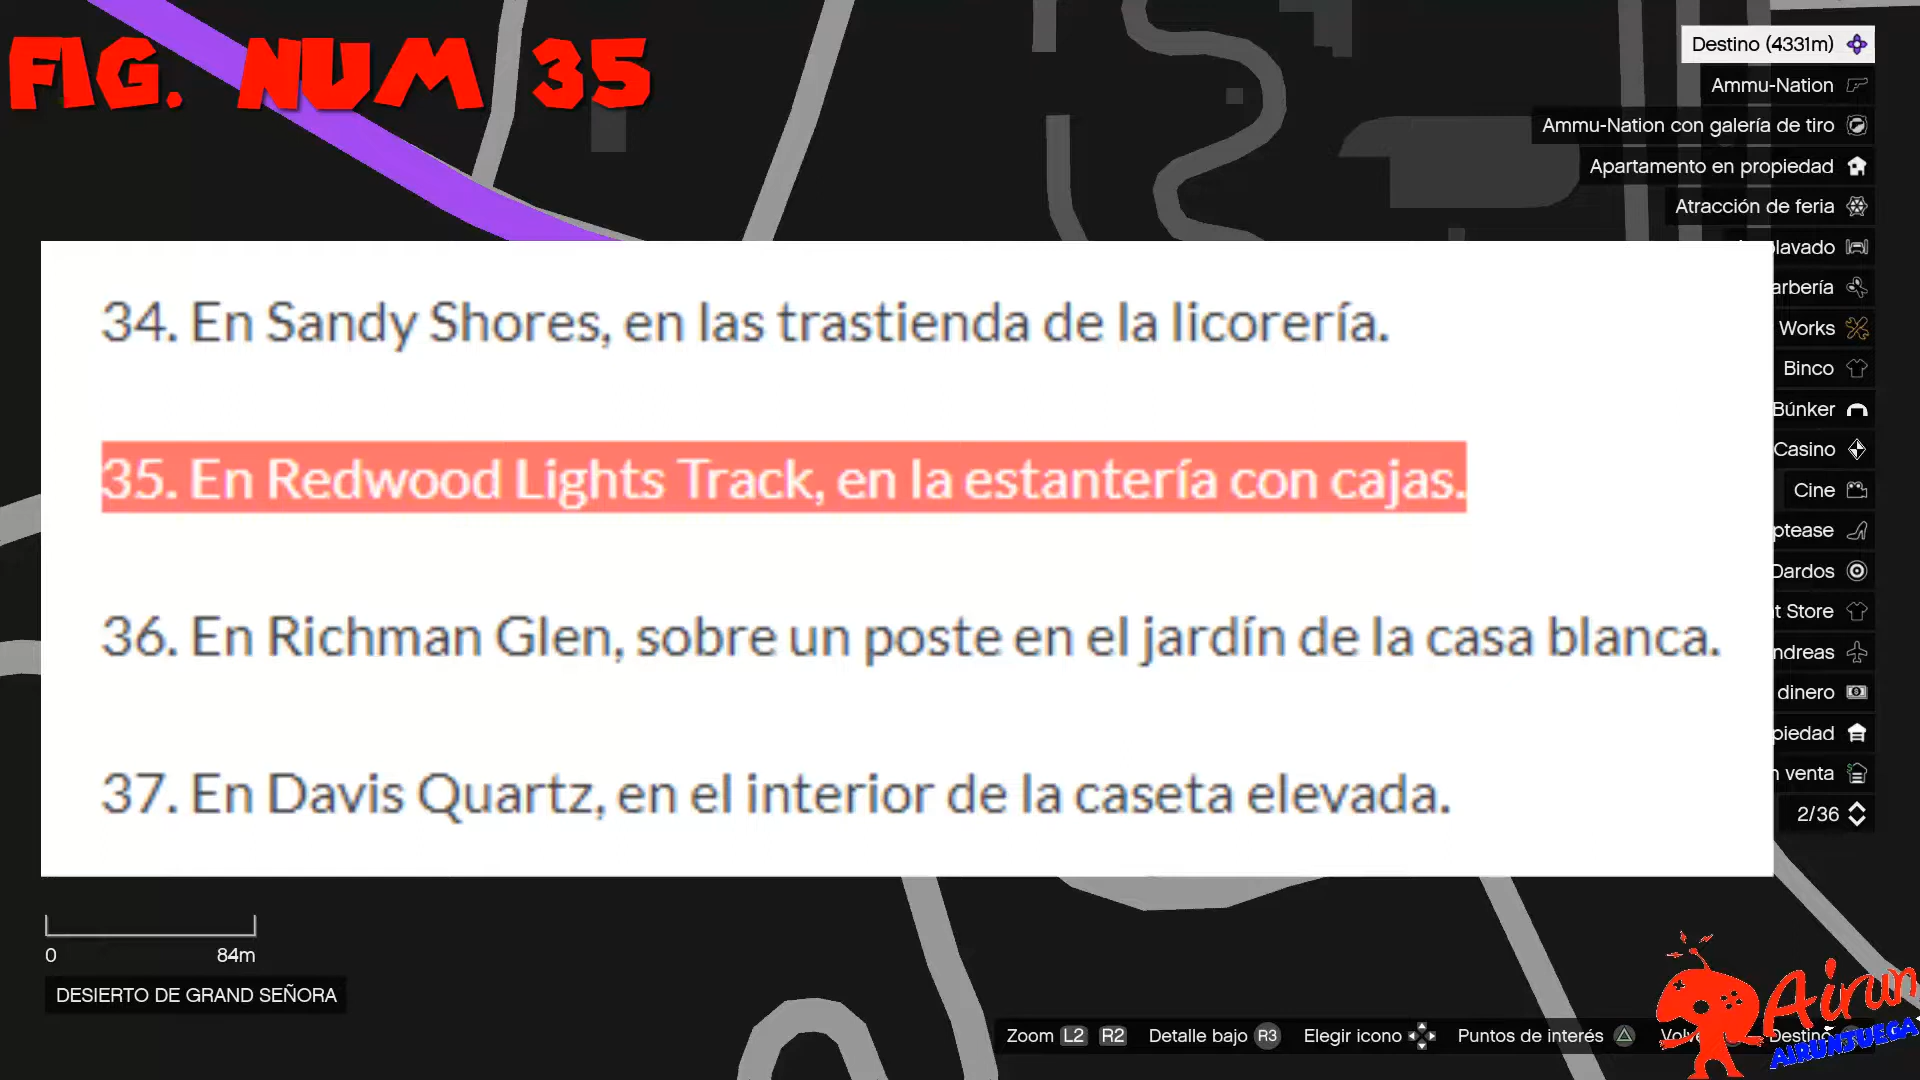 FIG. NUM 35
Destino (4331m)
Ammu-Nation
Ammu-Nation con galería de tiro
Apartamento en propiedad
Atracción de feria
lavado
arbería
Works
Binco
Búnker
Casino
Cine
ptease
Dardos
t Store
ndreas
dinero
piedad
n venta
2/36
34. En Sandy Shores, en las trastienda de la licorería.
35. En Redwood Lights Track, en la estantería con cajas.
36. En Richman Glen, sobre un poste en el jardín de la casa blanca.
37. En Davis Quartz, en el interior de la caseta elevada.
0 84m
DESIERTO DE GRAND SEÑORA
Zoom L2 R2 Detalle bajo R3 Elegir icono Puntos de interés Volve Destino
Airun
AIRUNJUEGA